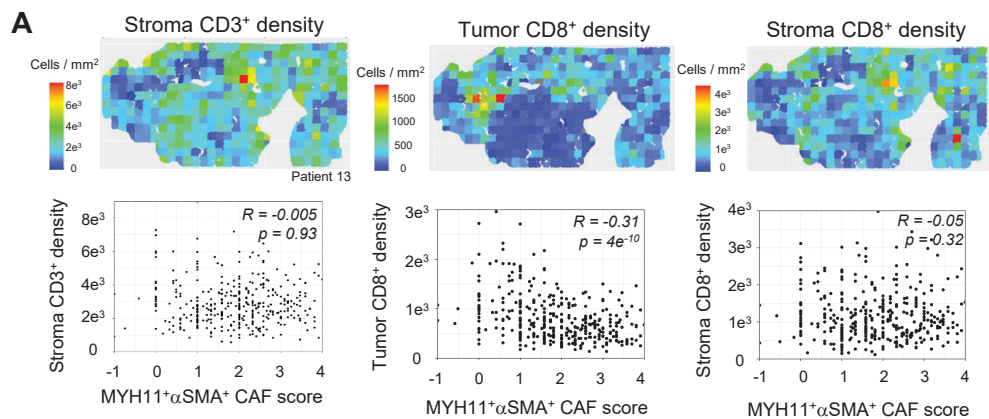 A
Stroma CD3⁺ density
Tumor CD8⁺ density
Stroma CD8⁺ density
Cells / mm²
8e³
6e³
4e³
2e³
0
Patient 13
Cells / mm²
1500
1000
500
0
Cells / mm²
4e³
3e³
2e³
1e³
0
Stroma CD3⁺ density
8e³
6e³
4e³
2e³
0
R = -0.005
p = 0.93
-1 0 1 2 3 4
MYH11⁺αSMA⁺ CAF score
Tumor CD8⁺ density
3e³
2e³
1e³
0
R = -0.31
p = 4e⁻¹⁰
-1 0 1 2 3 4
MYH11⁺αSMA⁺ CAF score
Stroma CD8⁺ density
4e³
3e³
2e³
1e³
0
R = -0.05
p = 0.32
-1 0 1 2 3 4
MYH11⁺αSMA⁺ CAF score